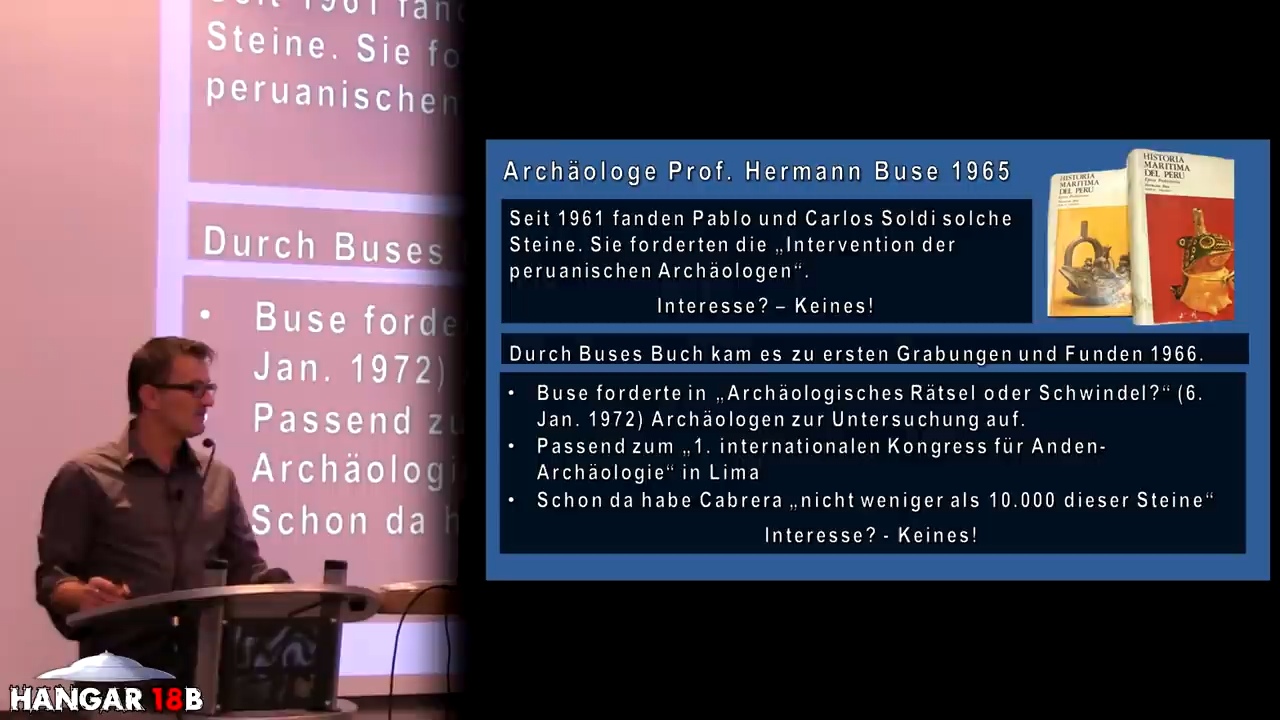 Seit 1961 fand
Steine. Sie fo
peruanischen
Durch Buses
• Buse forde
Jan. 1972)
Passend zu
Archäologi
Schon da h
HANGAR 18B
Archäologe Prof. Hermann Buse 1965
Seit 1961 fanden Pablo und Carlos Soldi solche
Steine. Sie forderten die „Intervention der
peruanischen Archäologen“.
Interesse? – Keines!
HISTORIA
MARITIMA
DEL PERU
HISTORIA
MARITIMA
DEL PERU
Durch Buses Buch kam es zu ersten Grabungen und Funden 1966.
• Buse forderte in „Archäologisches Rätsel oder Schwindel?“ (6.
Jan. 1972) Archäologen zur Untersuchung auf.
• Passend zum „1. internationalen Kongress für Anden-
Archäologie“ in Lima
• Schon da habe Cabrera „nicht weniger als 10.000 dieser Steine“
Interesse? - Keines!